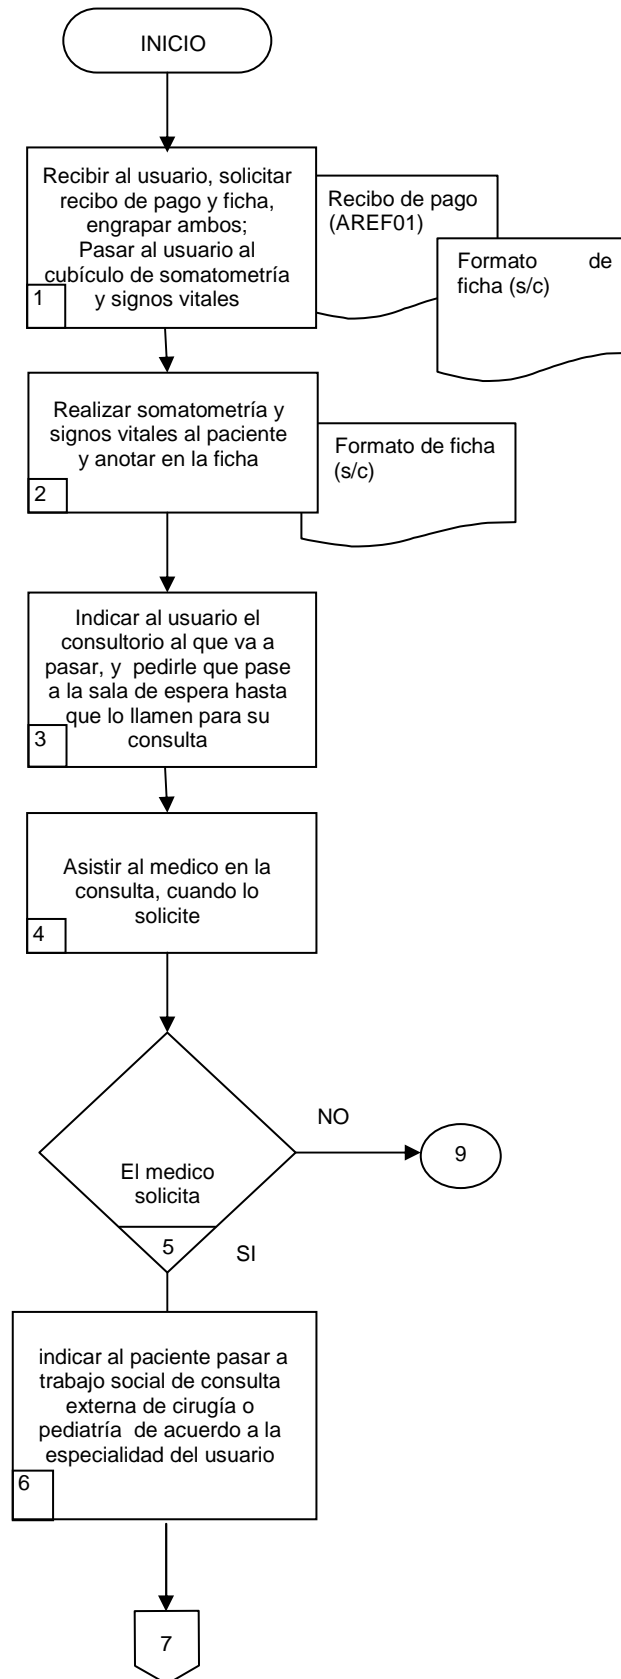 INICIO
Recibir al usuario, solicitar
recibo de pago y ficha,
engrapar ambos;
Pasar al usuario al
cubículo de somatometría
y signos vitales
1
Recibo de pago
(AREF01)
Formato de
ficha (s/c)
Realizar somatometría y
signos vitales al paciente
y anotar en la ficha
2
Formato de ficha
(s/c)
Indicar al usuario el
consultorio al que va a
pasar, y pedirle que pase
a la sala de espera hasta
que lo llamen para su
consulta
3
Asistir al medico en la
consulta, cuando lo
solicite
4
El medico
solicita
5
NO
9
SI
indicar al paciente pasar a
trabajo social de consulta
externa de cirugía o
pediatría de acuerdo a la
especialidad del usuario
6
7